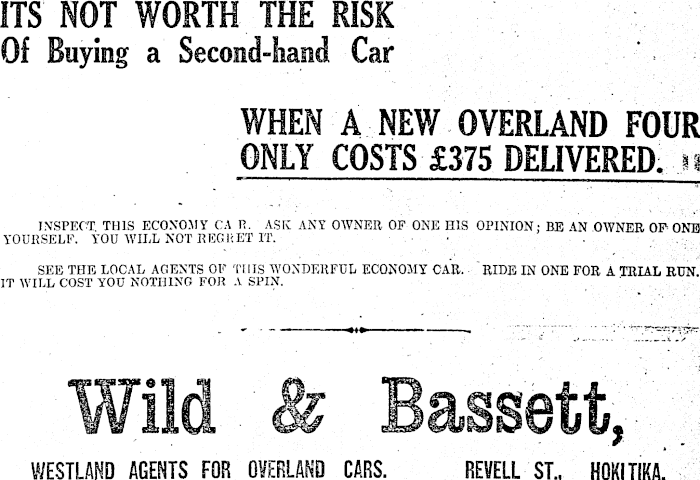 ITS NOT WORTH THE RISK
Of Buying a Second-hand Car
WHEN A NEW OVERLAND FOUR
ONLY COSTS £375 DELIVERED.
INSPECT THIS ECONOMY CAR. ASK ANY OWNER OF ONE HIS OPINION; BE AN OWNER OF ONE
YOURSELF. YOU WILL NOT REGRET IT.
SEE THE LOCAL AGENTS OF THIS WONDERFUL ECONOMY CAR. RIDE IN ONE FOR A TRIAL RUN.
IT WILL COST YOU NOTHING FOR A SPIN.
Wild & Bassett,
WESTLAND AGENTS FOR OVERLAND CARS. REVELL ST., HOKITIKA.